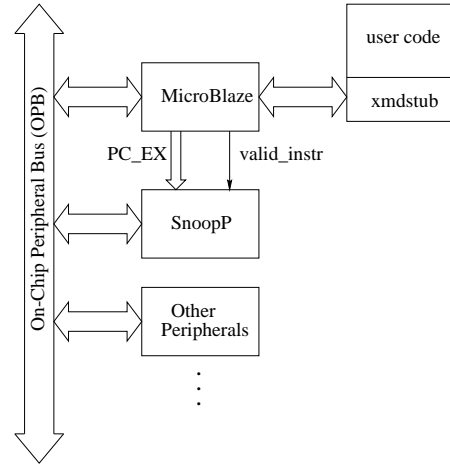 user code
xmdstub
MicroBlaze
PC_EX
valid_instr
SnoopP
Other
Peripherals
On-Chip Peripheral Bus (OPB)